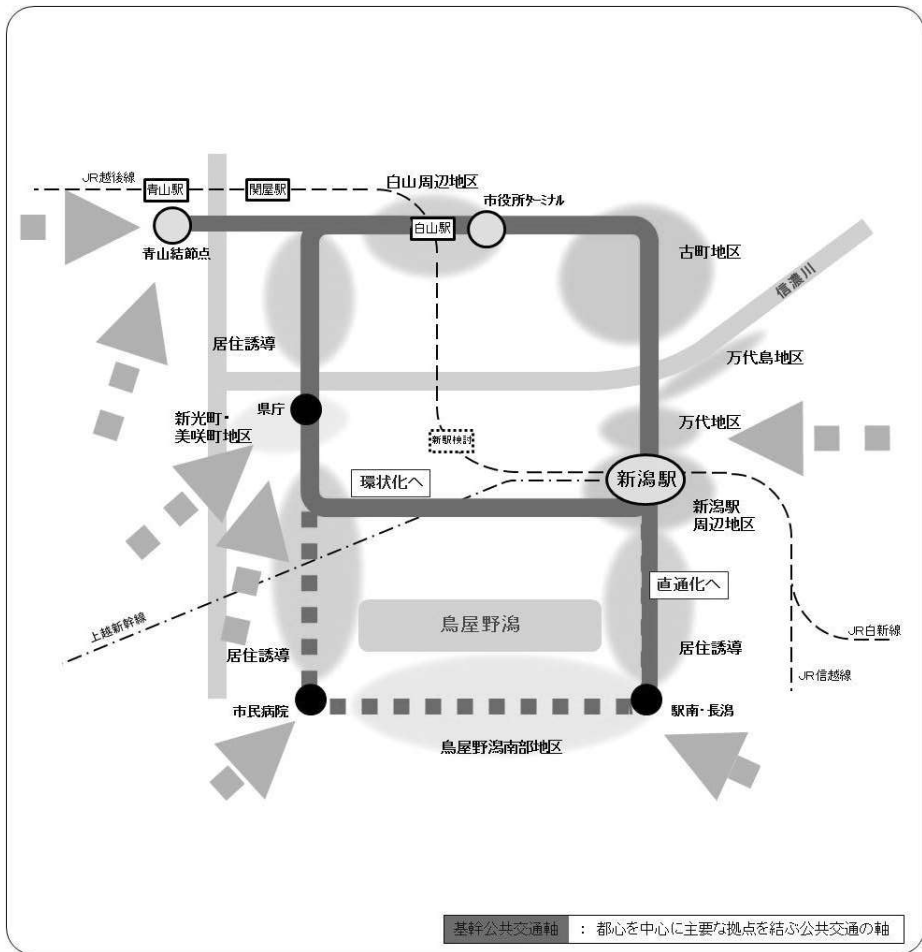 JR越後線
青山駅
関屋駅
白山周辺地区
市役所ターミナル
白山駅
青山結節点
古町地区
信濃川
居住誘導
万代島地区
県庁
新光町・
美咲町地区
万代地区
新駅検討
新潟駅
環状化へ
新潟駅
周辺地区
直通化へ
上越新幹線
鳥屋野潟
JR白新線
居住誘導
居住誘導
JR信越線
市民病院
駅南・長潟
鳥屋野潟南部地区
基幹公共交通軸 ： 都心を中心に主要な拠点を結ぶ公共交通の軸